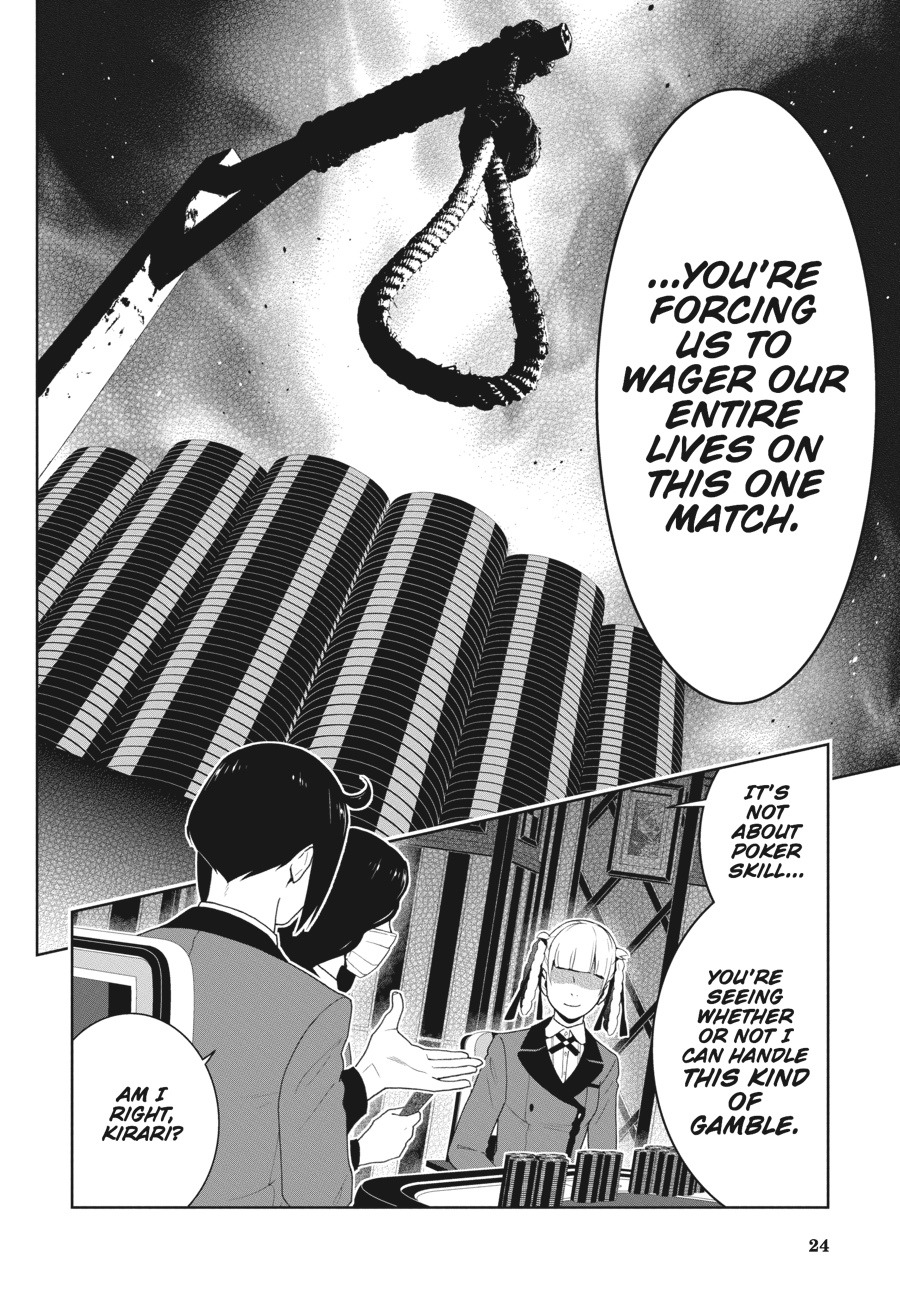 ...YOU'RE
FORCING
US TO
WAGER OUR
ENTIRE
LIVES ON
THIS ONE
MATCH.
IT'S
NOT
ABOUT
POKER
SKILL...
YOU'RE
SEEING
WHETHER
OR NOT I
CAN HANDLE
THIS KIND
OF
GAMBLE.
AM I
RIGHT,
KIRARI?
24